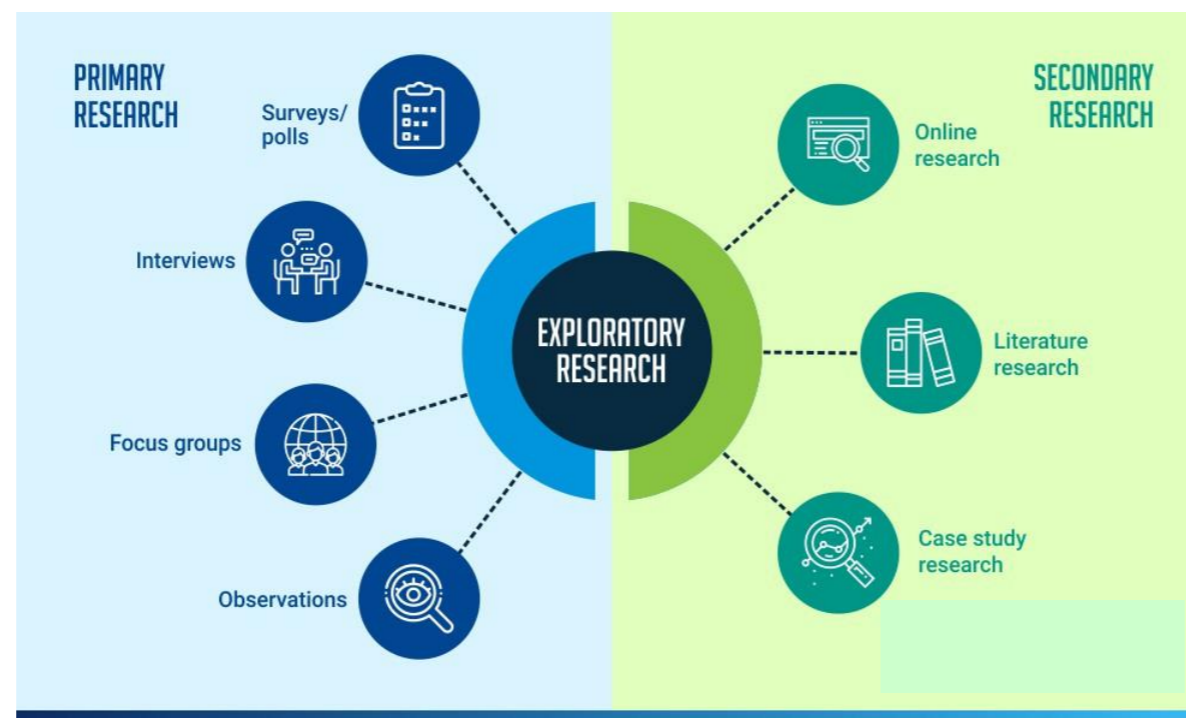 PRIMARY
RESEARCH
Surveys/
polls
Interviews
Focus groups
Observations
EXPLORATORY
RESEARCH
SECONDARY
RESEARCH
Online
research
Literature
research
Case study
research